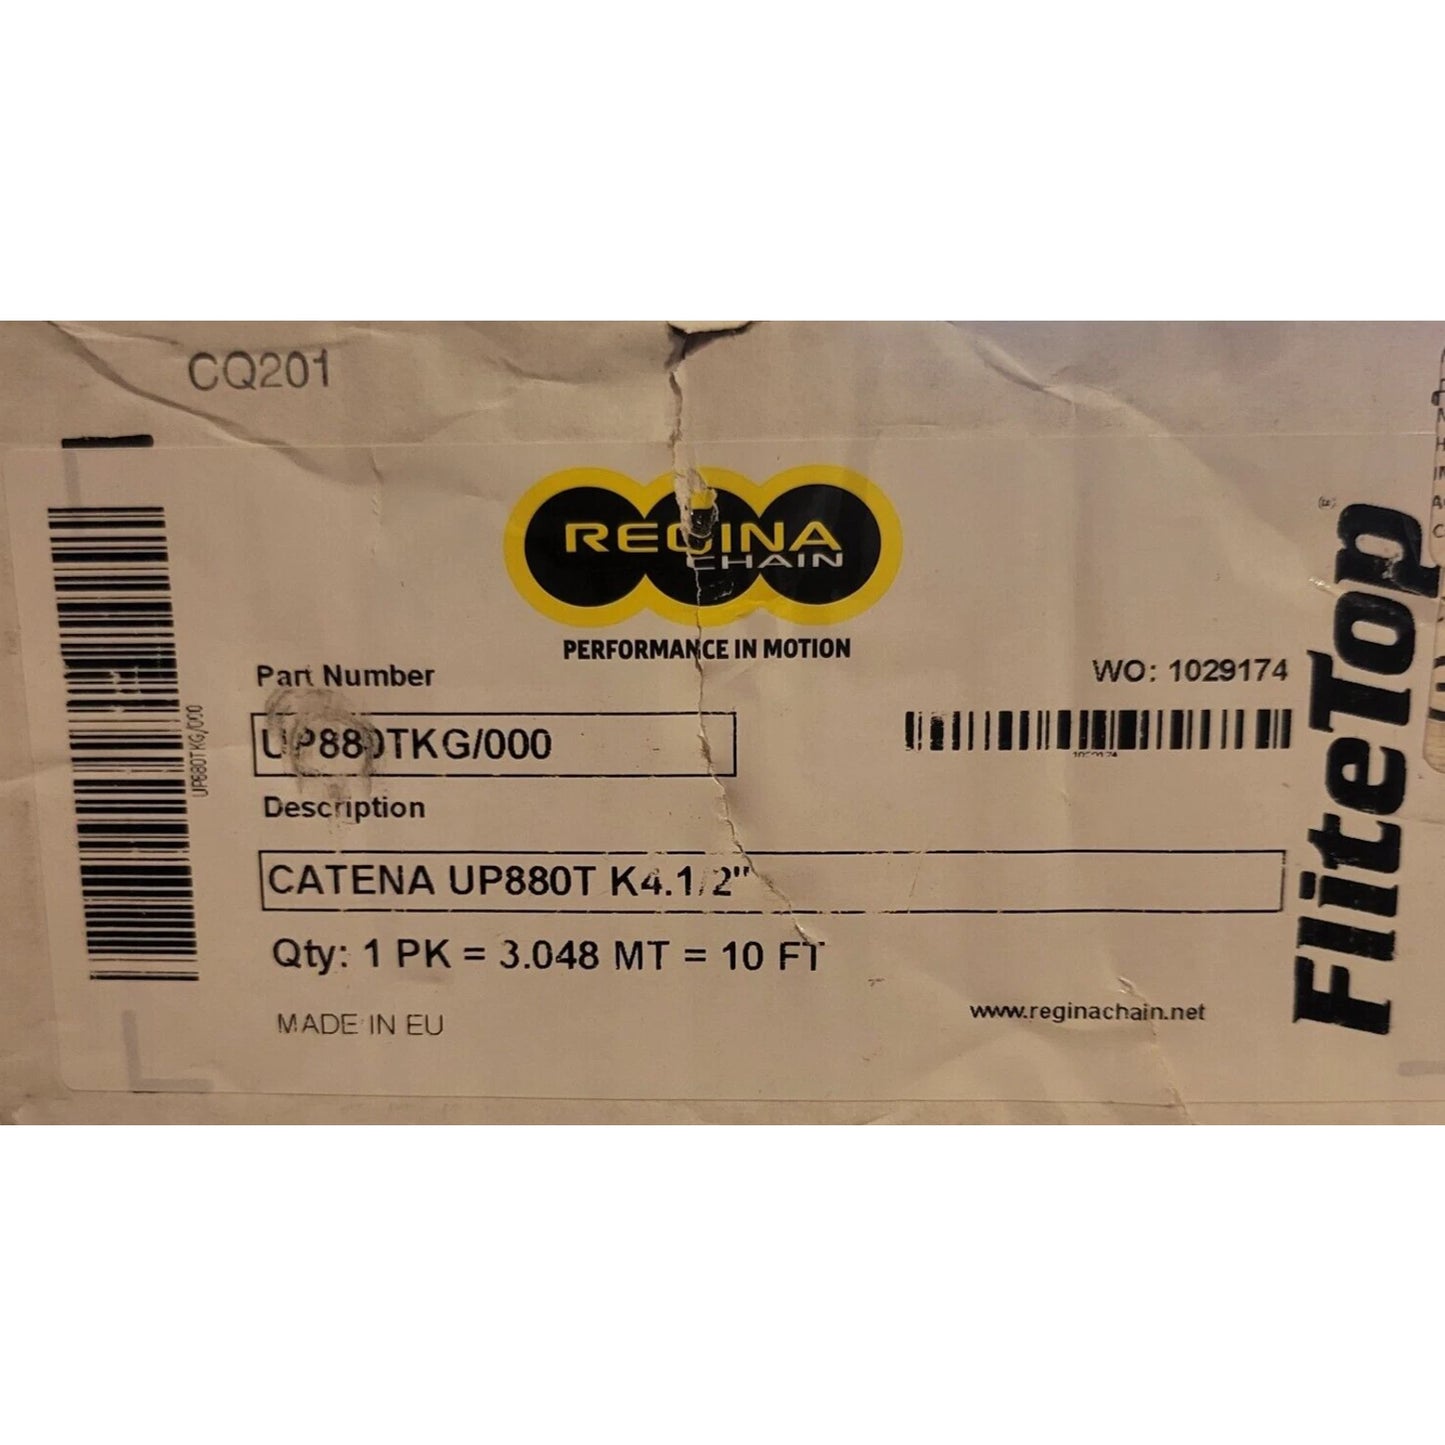 CQ201
REGINA
CHAIN
PERFORMANCE IN MOTION
Part Number
WO: 1029174
UP880TKG/000
1029174
UP880TKG/000
Description
CATENA UP880T K4.1/2"
Qty: 1 PK = 3.048 MT = 10 FT
MADE IN EU
www.reginachain.net
FliteTop